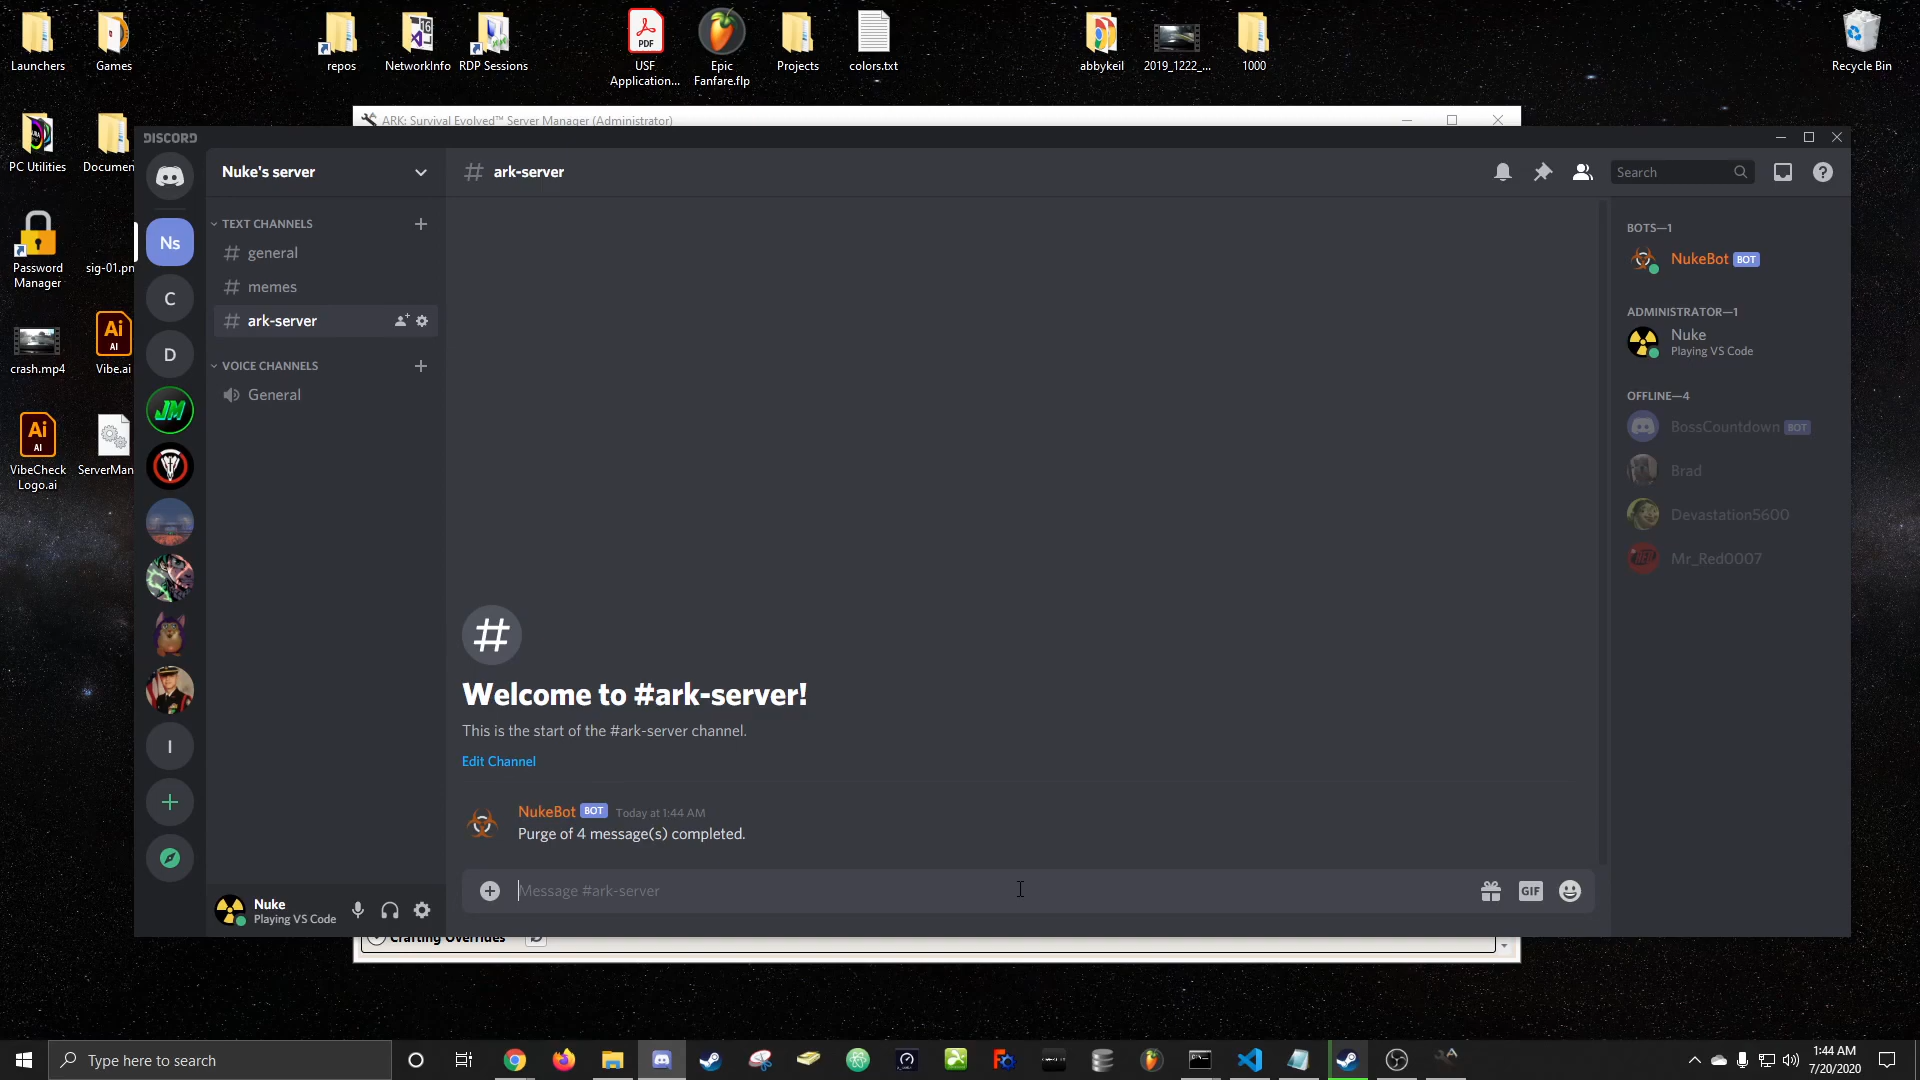 Launchers
Games
repos
NetworkInfo
RDP Sessions
USF
Application...
Epic
Fanfare.flp
Projects
colors.txt
abbykeil
2019_1222_...
1000
Recycle Bin
PC Utilities
Documen
Password
Manager
sig-01.pn
crash.mp4
Vibe.ai
VibeCheck
Logo.ai
ServerMan
ARK: Survival Evolved™ Server Manager (Administrator)
DISCORD
Ns
C
D
JM
I
Nuke's server
TEXT CHANNELS
general
memes
ark-server
VOICE CHANNELS
General
Nuke
Playing VS Code
# ark-server
Search
Welcome to #ark-server!
This is the start of the #ark-server channel.
Edit Channel
NukeBot BOT Today at 1:44 AM
Purge of 4 message(s) completed.
Message #ark-server
GIF
BOTS—1
NukeBot BOT
ADMINISTRATOR—1
Nuke
Playing VS Code
OFFLINE—4
BossCountdown BOT
Brad
Devastation5600
Mr_Red0007
Crafting Overrides
Type here to search
1:44 AM
7/20/2020